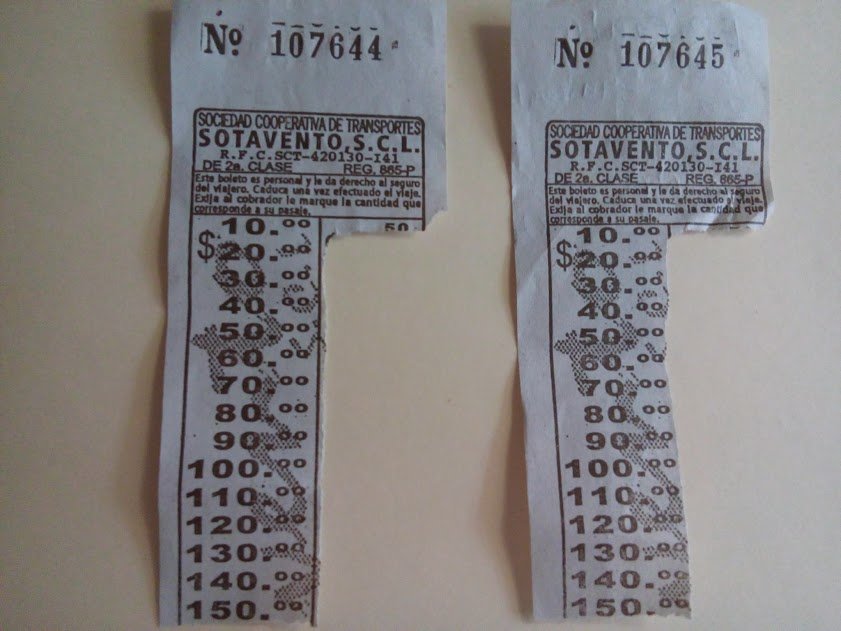 Nº 107644
SOCIEDAD COOPERATIVA DE TRANSPORTES
SOTAVENTO, S.C.L.
R.F.C.SCT-420130-I41
DE 2a. CLASE REG. 865-P
Este boleto es personal y le da derecho al seguro
del viajero. Caduca una vez efectuado el viaje.
Exija al cobrador le marque la cantidad que
corresponde a su pasaje.
10.00 50.
$20.00
30.00
40.00
50.00
60.00
70.00
80.00
90.00
100.00
110.00
120.00
130.00
140.00
150.00
Nº 107645
SOCIEDAD COOPERATIVA DE TRANSPORTES
SOTAVENTO, S.C.L.
R.F.C.SCT-420130-I41
DE 2a. CLASE REG. 865-P
Este boleto es personal y le da derecho al seguro
del viajero. Caduca una vez efectuado el viaje.
Exija al cobrador le marque la cantidad que
corresponde a su pasaje.
10.00
$20.00
30.00
40.00
50.00
60.00
70.00
80.00
90.00
100.00
110.00
120.00
130.00
140.00
150.00